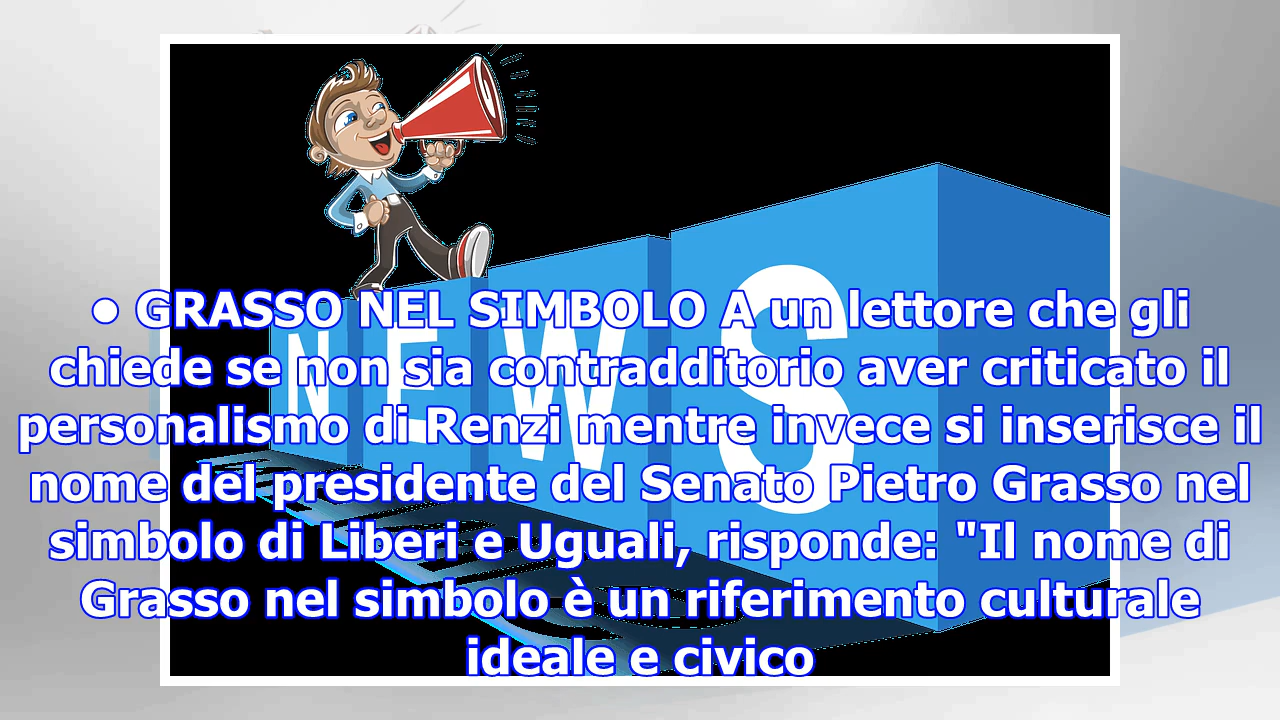 NEWS
• GRASSO NEL SIMBOLO A un lettore che gli
chiede se non sia contradditorio aver criticato il
personalismo di Renzi mentre invece si inserisce il
nome del presidente del Senato Pietro Grasso nel
simbolo di Liberi e Uguali, risponde: "Il nome di
Grasso nel simbolo è un riferimento culturale
ideale e civico